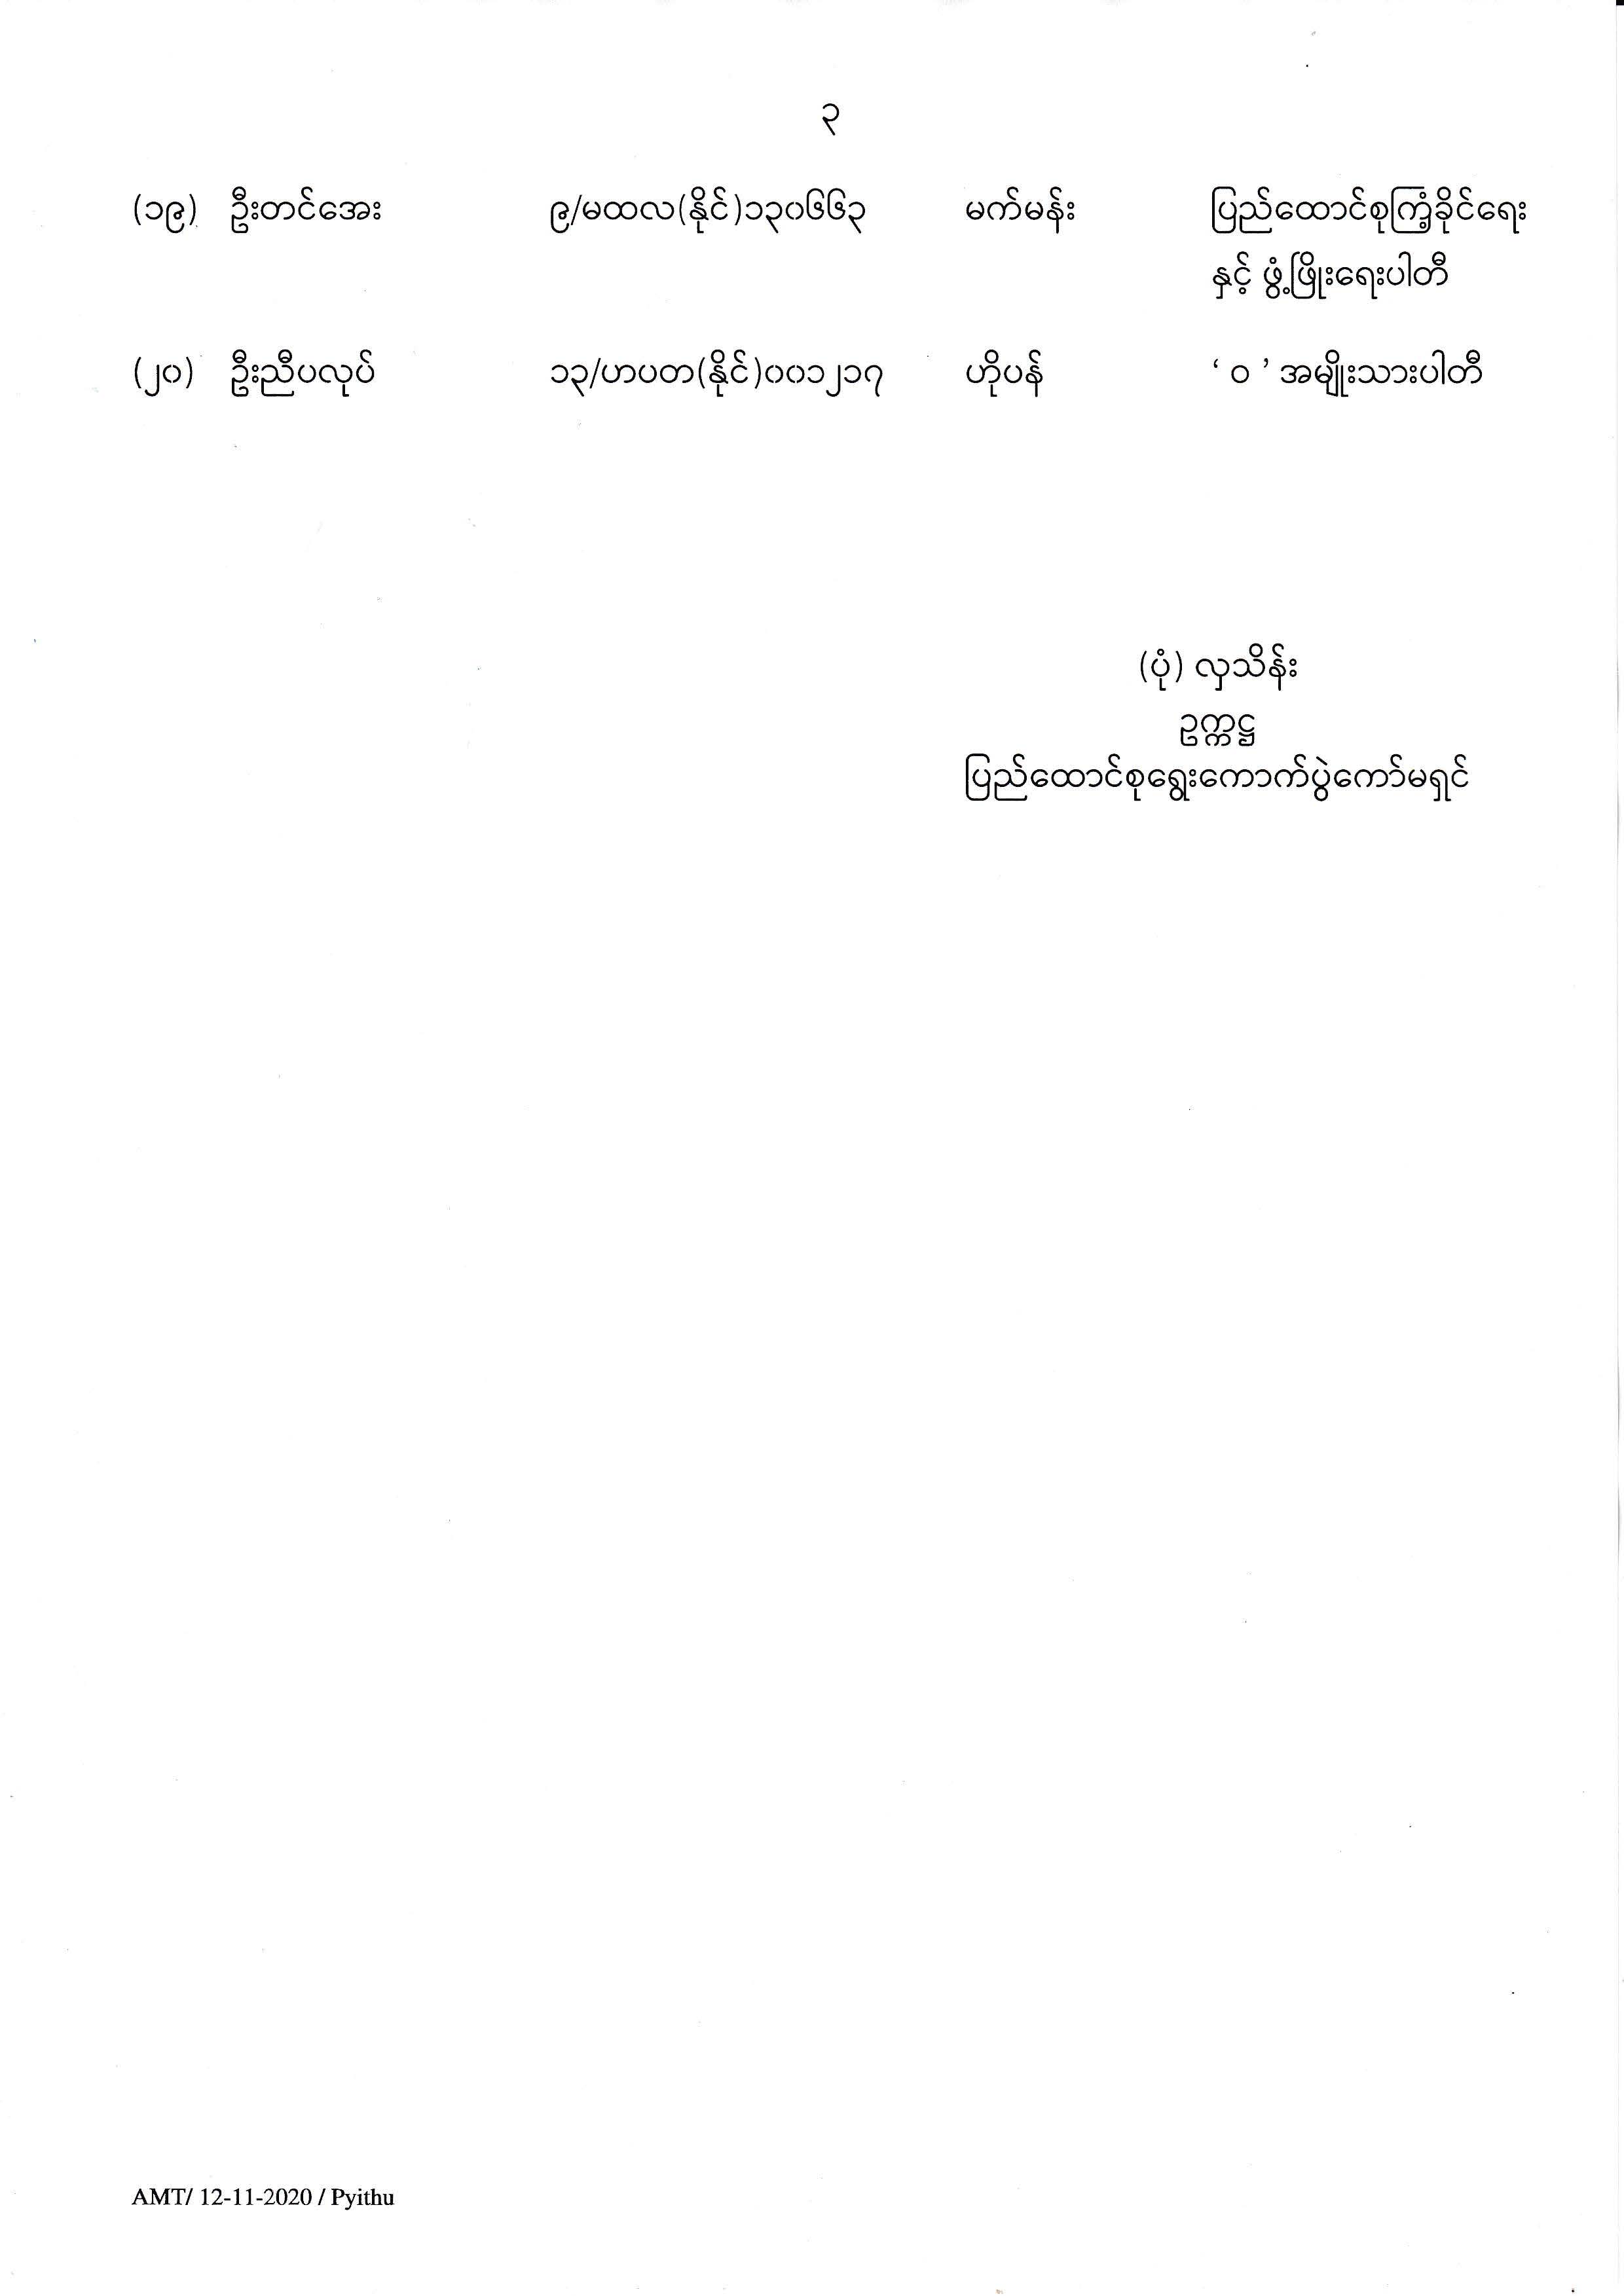 ၃
(၁၉) ဦးတင်အေး ၉/မထလ(နိုင်)၁၃၀၆၆၃ မက်မန်း ပြည်ထောင်စုကြံ့ခိုင်ရေး
နှင့် ဖွံ့ဖြိုးရေးပါတီ
(၂၀) ဦးညီပလုပ် ၁၃/ဟပတ(နိုင်)၀၀၁၂၁၇ ဟိုပန် ‘ ဝ ’ အမျိုးသားပါတီ
(ပုံ) လှသိန်း
ဥက္ကဋ္ဌ
ပြည်ထောင်စုရွေးကောက်ပွဲကော်မရှင်
AMT/ 12-11-2020 / Pyithu